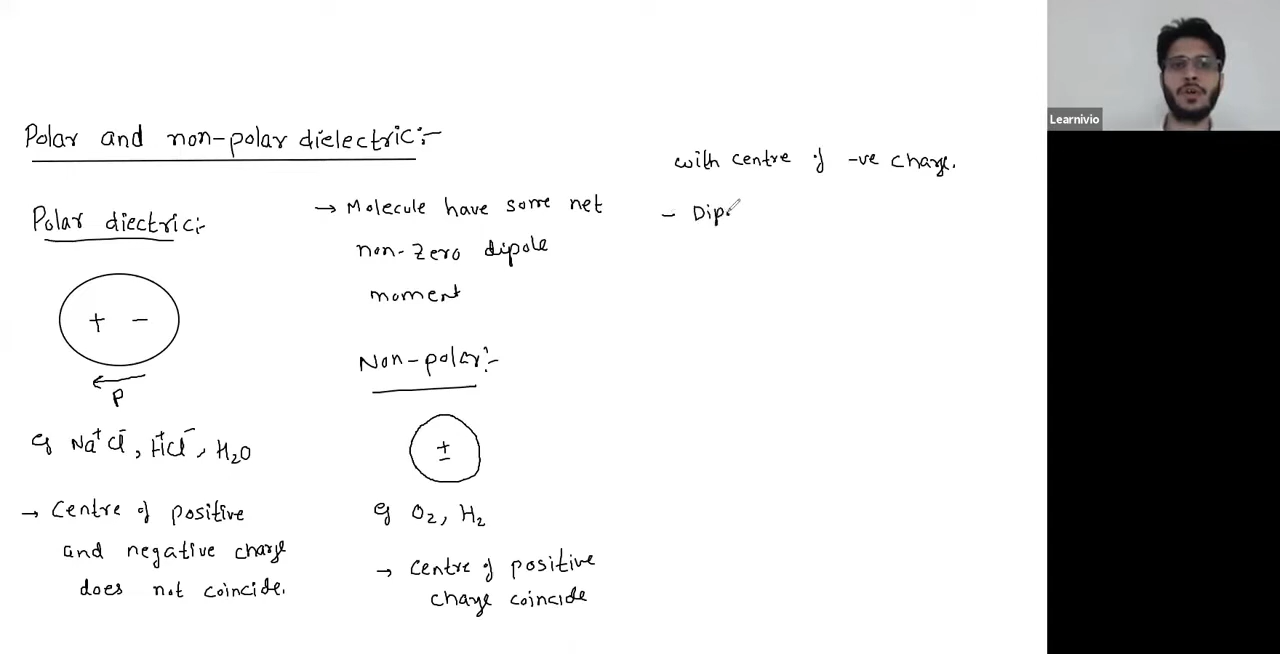 Polar and non-polar dielectric:-
Polar diectric:-
+ -
P
eg Na⁺Cl⁻, H⁺Cl⁻, H₂O
→ Centre of positive
and negative charge
does not coincide.
→ Molecule have some net
non-zero dipole
moment
Non-polar:-
±
eg O₂, H₂
→ Centre of positive
charge coincide
with centre of -ve charge.
- Dip
Learnivio